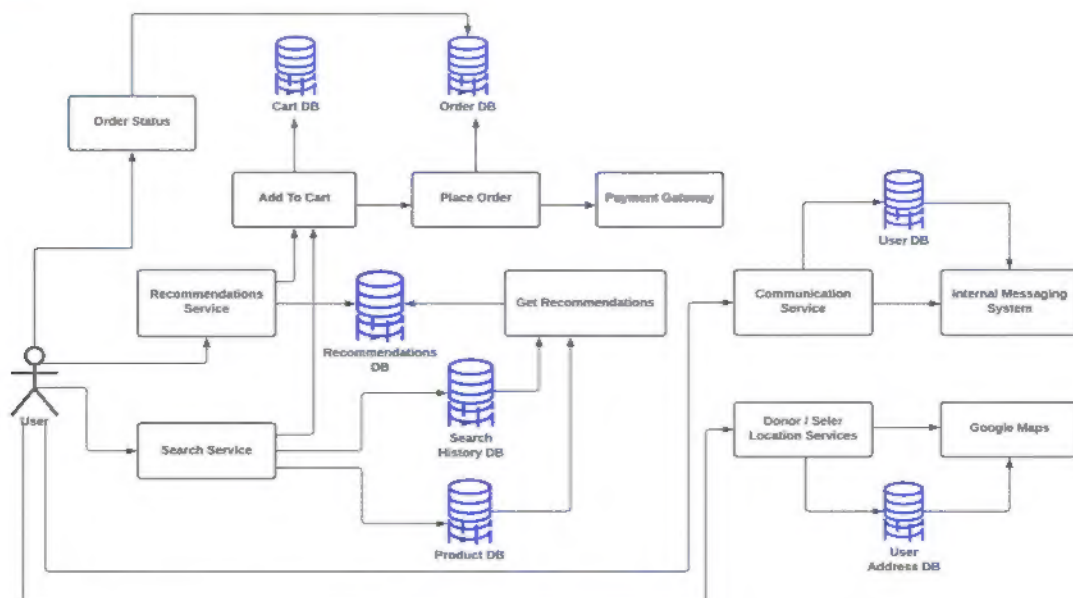 Cart DB
Order DB
Order Status
Add To Cart
Place Order
Payment Gateway
User DB
Recommendations
Service
Get Recommendations
Communication
Service
Internal Messaging
System
Recommendations
DB
User
Search Service
Search
History DB
Donor / Seler
Location Services
Google Maps
Product DB
User
Address DB